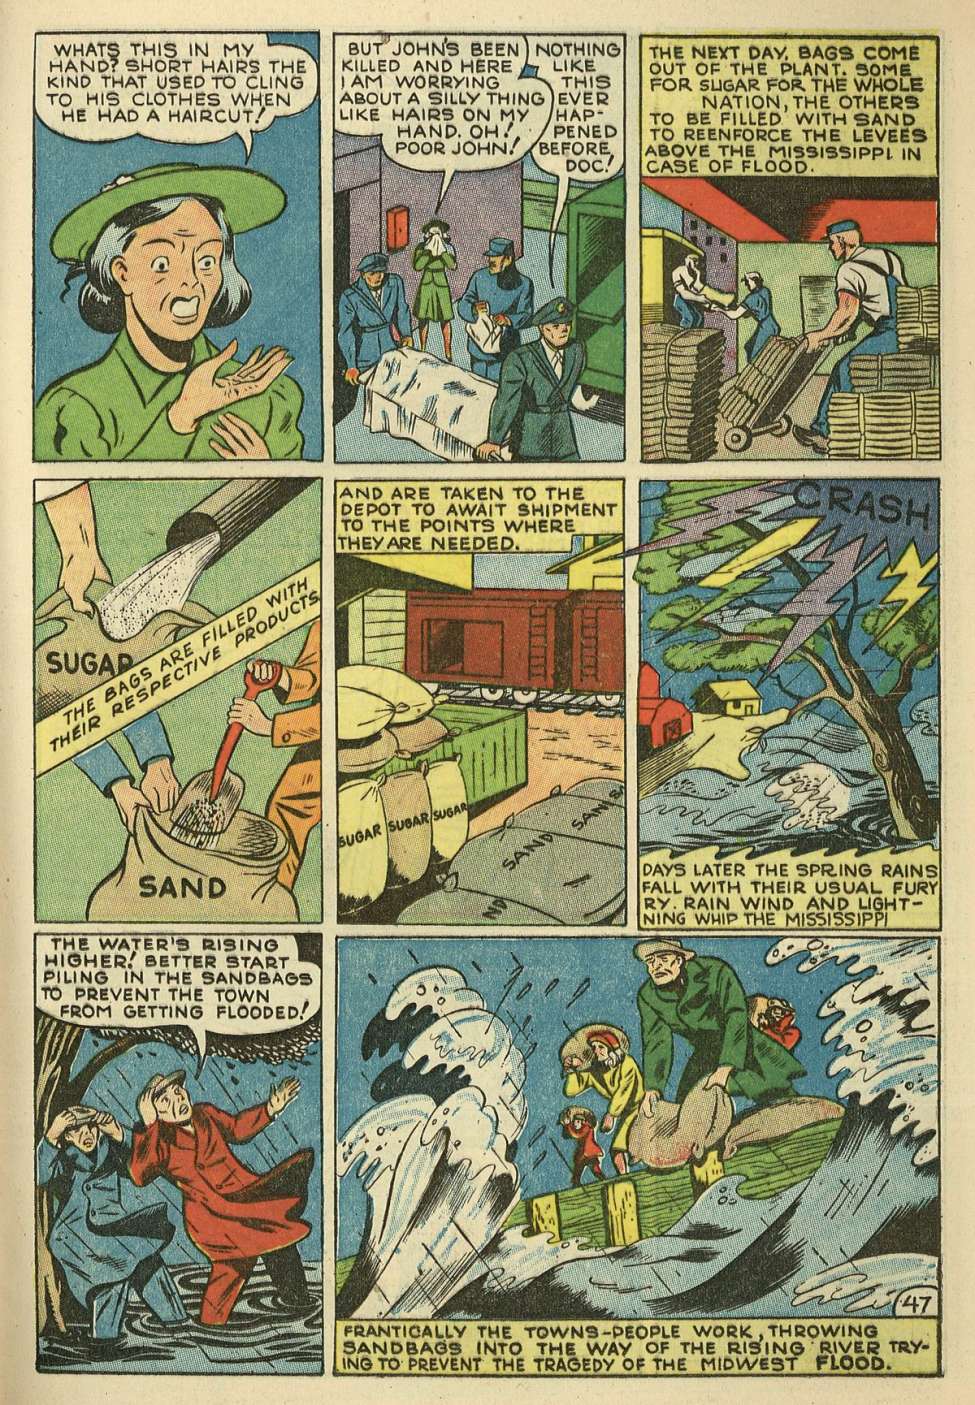 WHATS THIS IN MY
HAND? SHORT HAIRS THE
KIND THAT USED TO CLING
TO HIS CLOTHES WHEN
HE HAD A HAIRCUT!
BUT JOHN'S BEEN
KILLED AND HERE
I AM WORRYING
ABOUT A SILLY THING
LIKE HAIRS ON MY
HAND. OH!
POOR JOHN!
NOTHING
LIKE
THIS
EVER
HAP-
PENED
BEFORE
DOC!
THE NEXT DAY, BAGS COME
OUT OF THE PLANT. SOME
FOR SUGAR FOR THE WHOLE
NATION, THE OTHERS
TO BE FILLED WITH SAND
TO REENFORCE THE LEVEES
ABOVE THE MISSISSIPPI IN
CASE OF FLOOD.
SUGAR
THE BAGS ARE FILLED WITH
THEIR RESPECTIVE PRODUCTS
SAND
AND ARE TAKEN TO THE
DEPOT TO AWAIT SHIPMENT
TO THE POINTS WHERE
THEY ARE NEEDED.
SUGAR
SUGAR
SUGAR
SAND
SAND
ND
CRASH
DAYS LATER THE SPRING RAINS
FALL WITH THEIR USUAL FURY
RY. RAIN WIND AND LIGHT-
NING WHIP THE MISSISSIPPI
THE WATER'S RISING
HIGHER! BETTER START
PILING IN THE SANDBAGS
TO PREVENT THE TOWN
FROM GETTING FLOODED!
47
FRANTICALLY THE TOWNS-PEOPLE WORK, THROWING
SANDBAGS INTO THE WAY OF THE RISING RIVER TRY-
ING TO PREVENT THE TRAGEDY OF THE MIDWEST FLOOD.